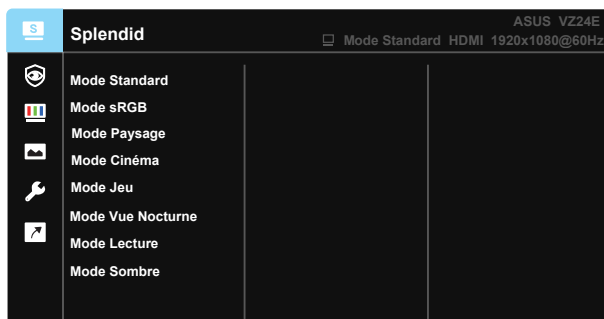 S
Splendid
ASUS VZ24E
Mode Standard HDMI 1920x1080@60Hz
Mode Standard
Mode sRGB
Mode Paysage
Mode Cinéma
Mode Jeu
Mode Vue Nocturne
Mode Lecture
Mode Sombre